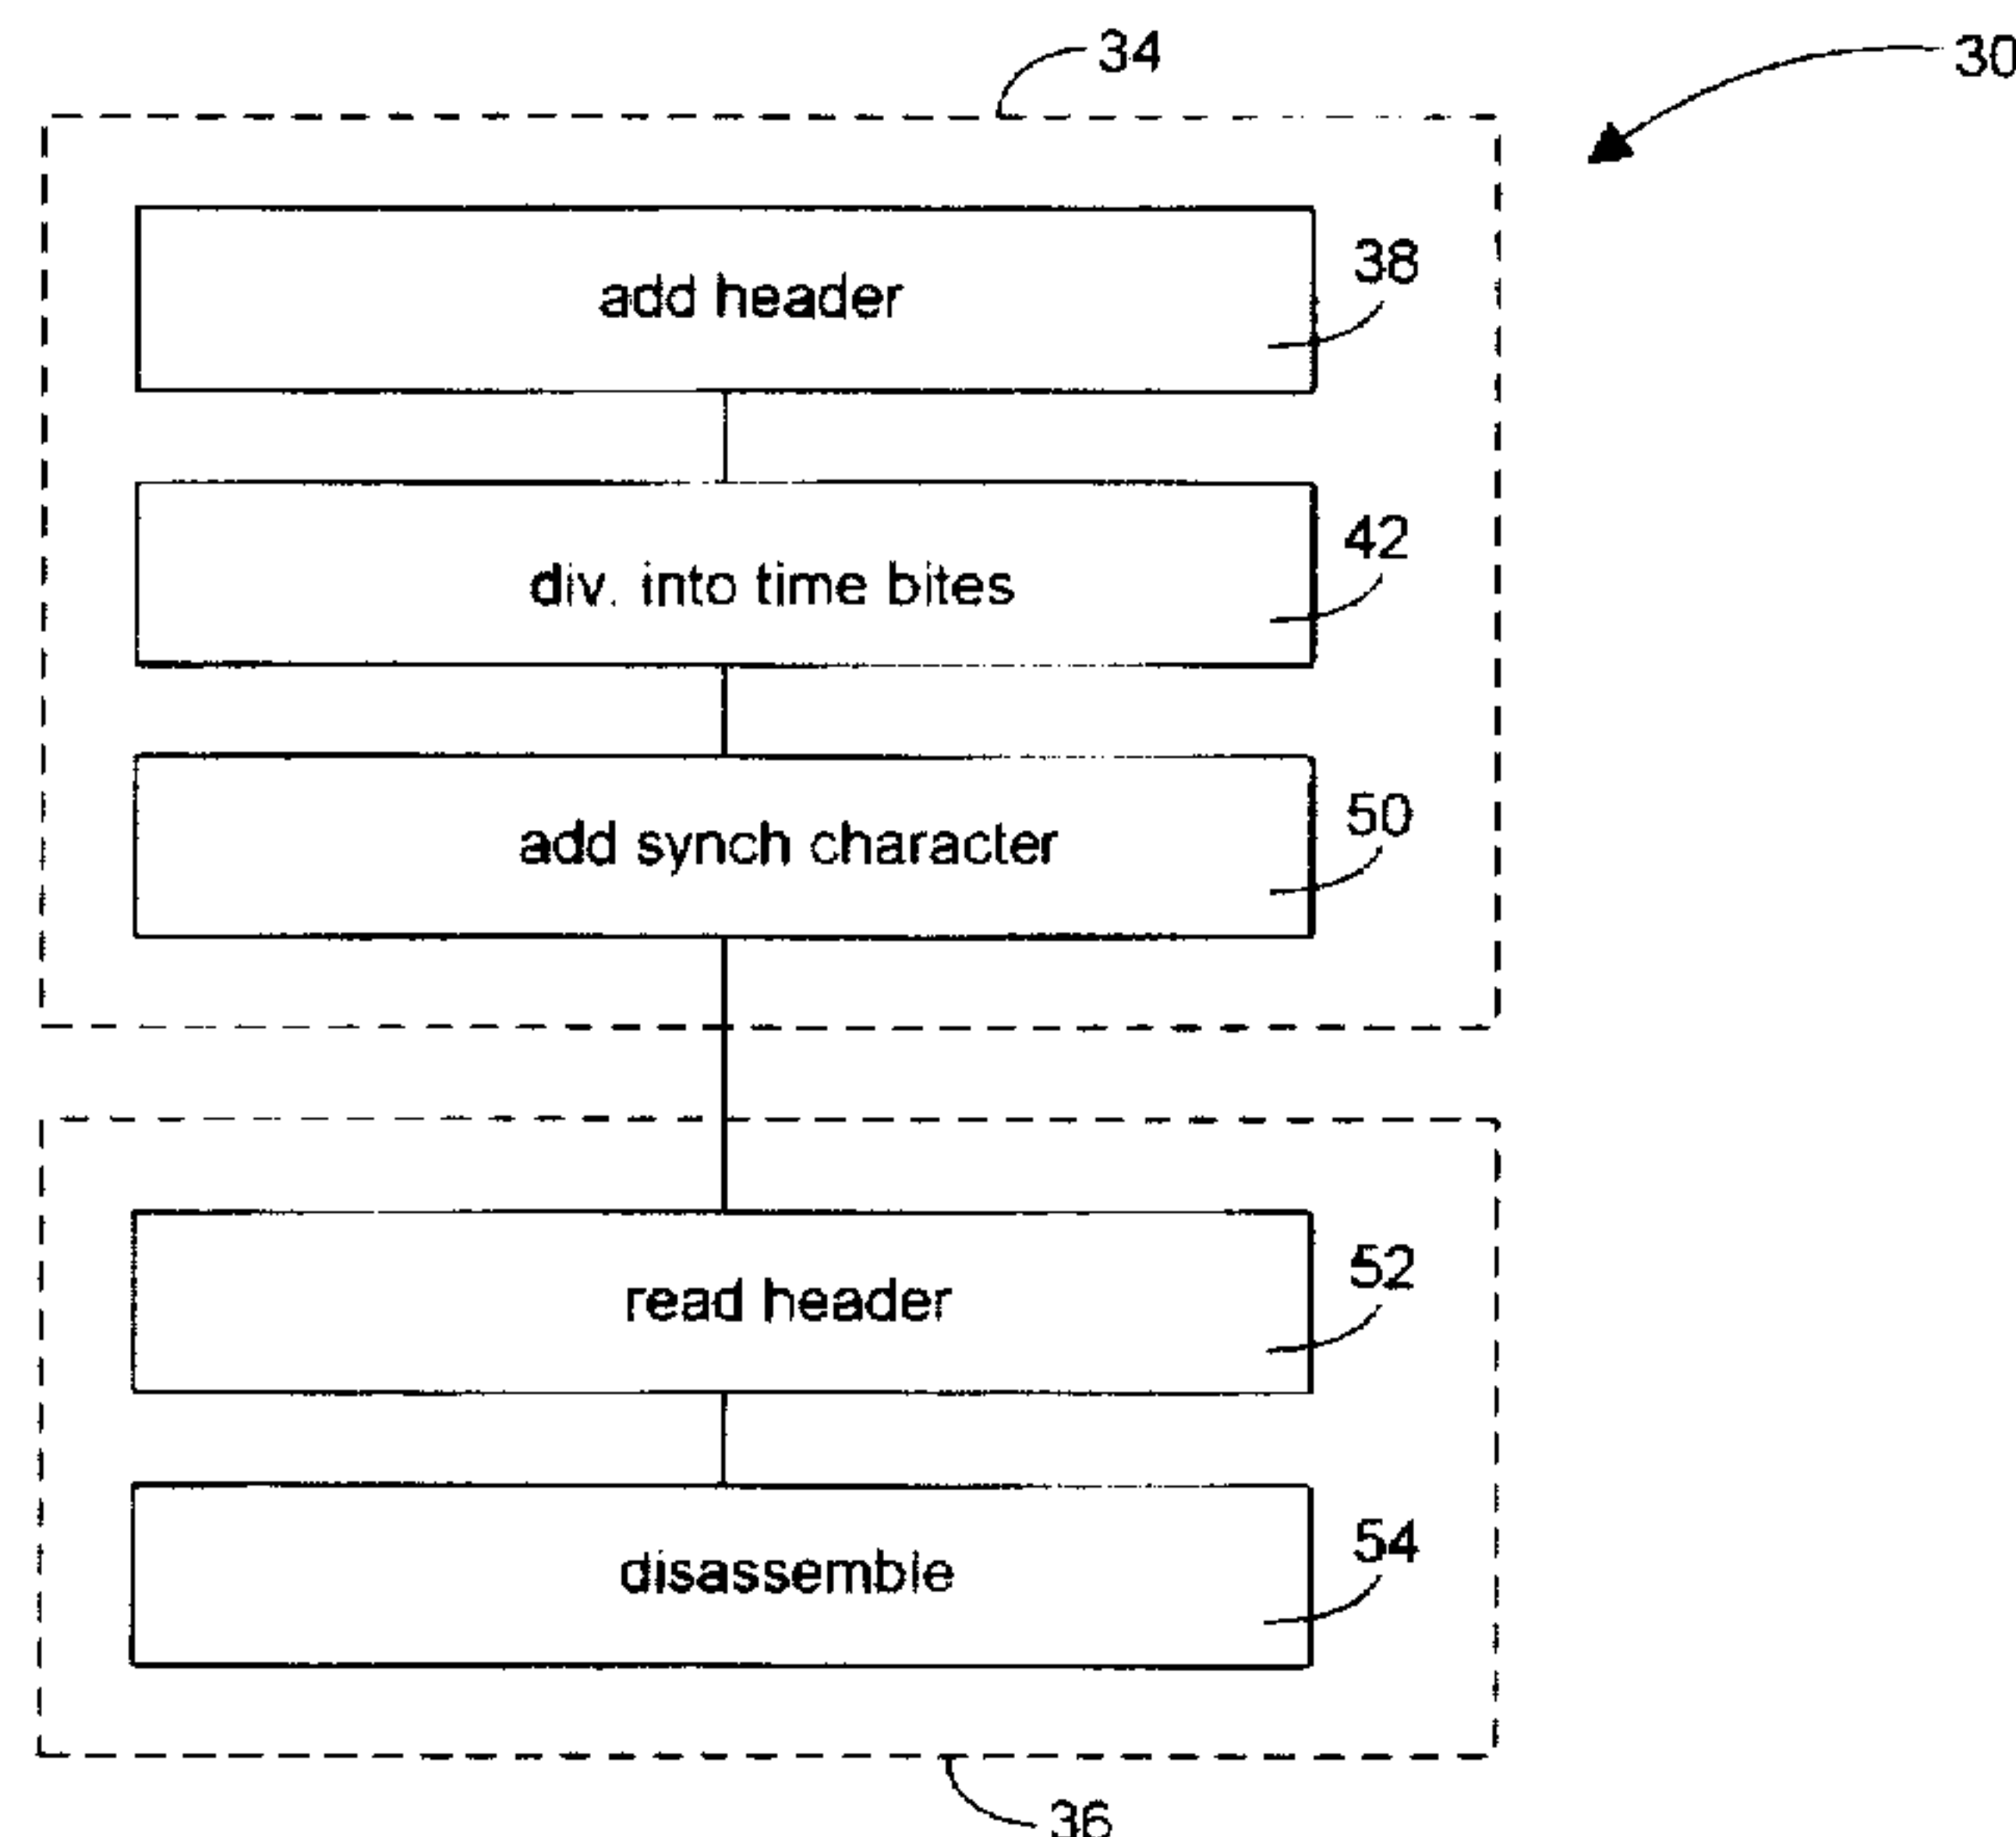 34
30
add header
38
div. into time bites
42
add synch character
50
read header
52
disassemble
54
36